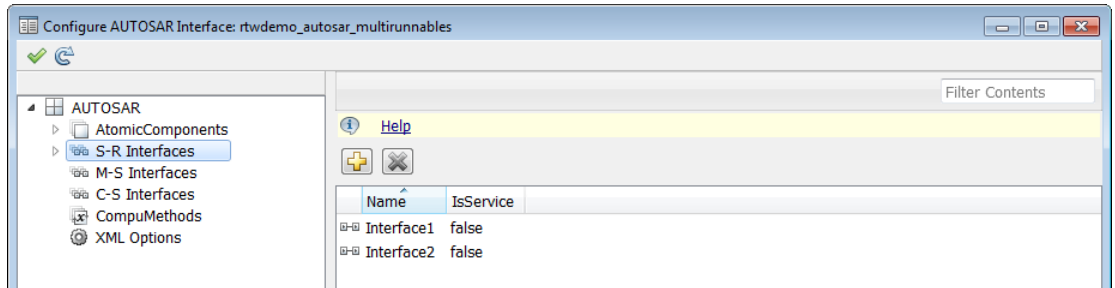 Configure AUTOSAR Interface: rtwdemo_autosar_multirunnables
Filter Contents
AUTOSAR
AtomicComponents
S-R Interfaces
M-S Interfaces
C-S Interfaces
CompuMethods
XML Options
Help
Name IsService
Interface1 false
Interface2 false